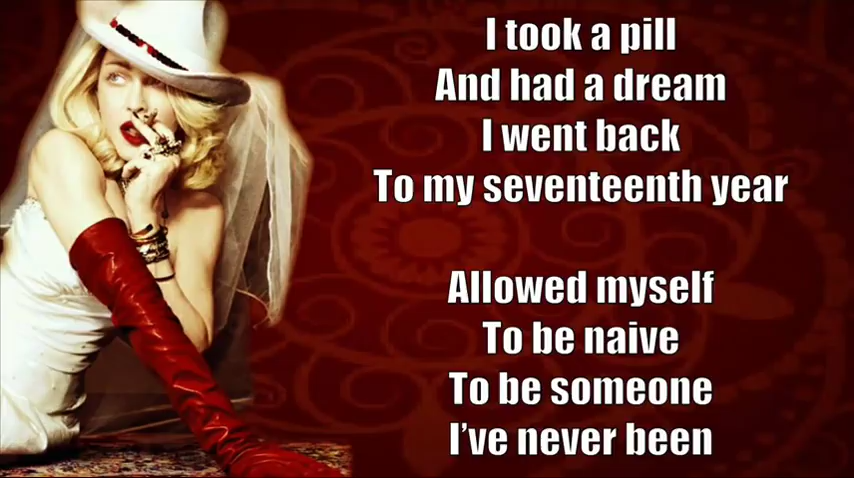 I took a pill
And had a dream
I went back
To my seventeenth year
Allowed myself
To be naive
To be someone
I've never been